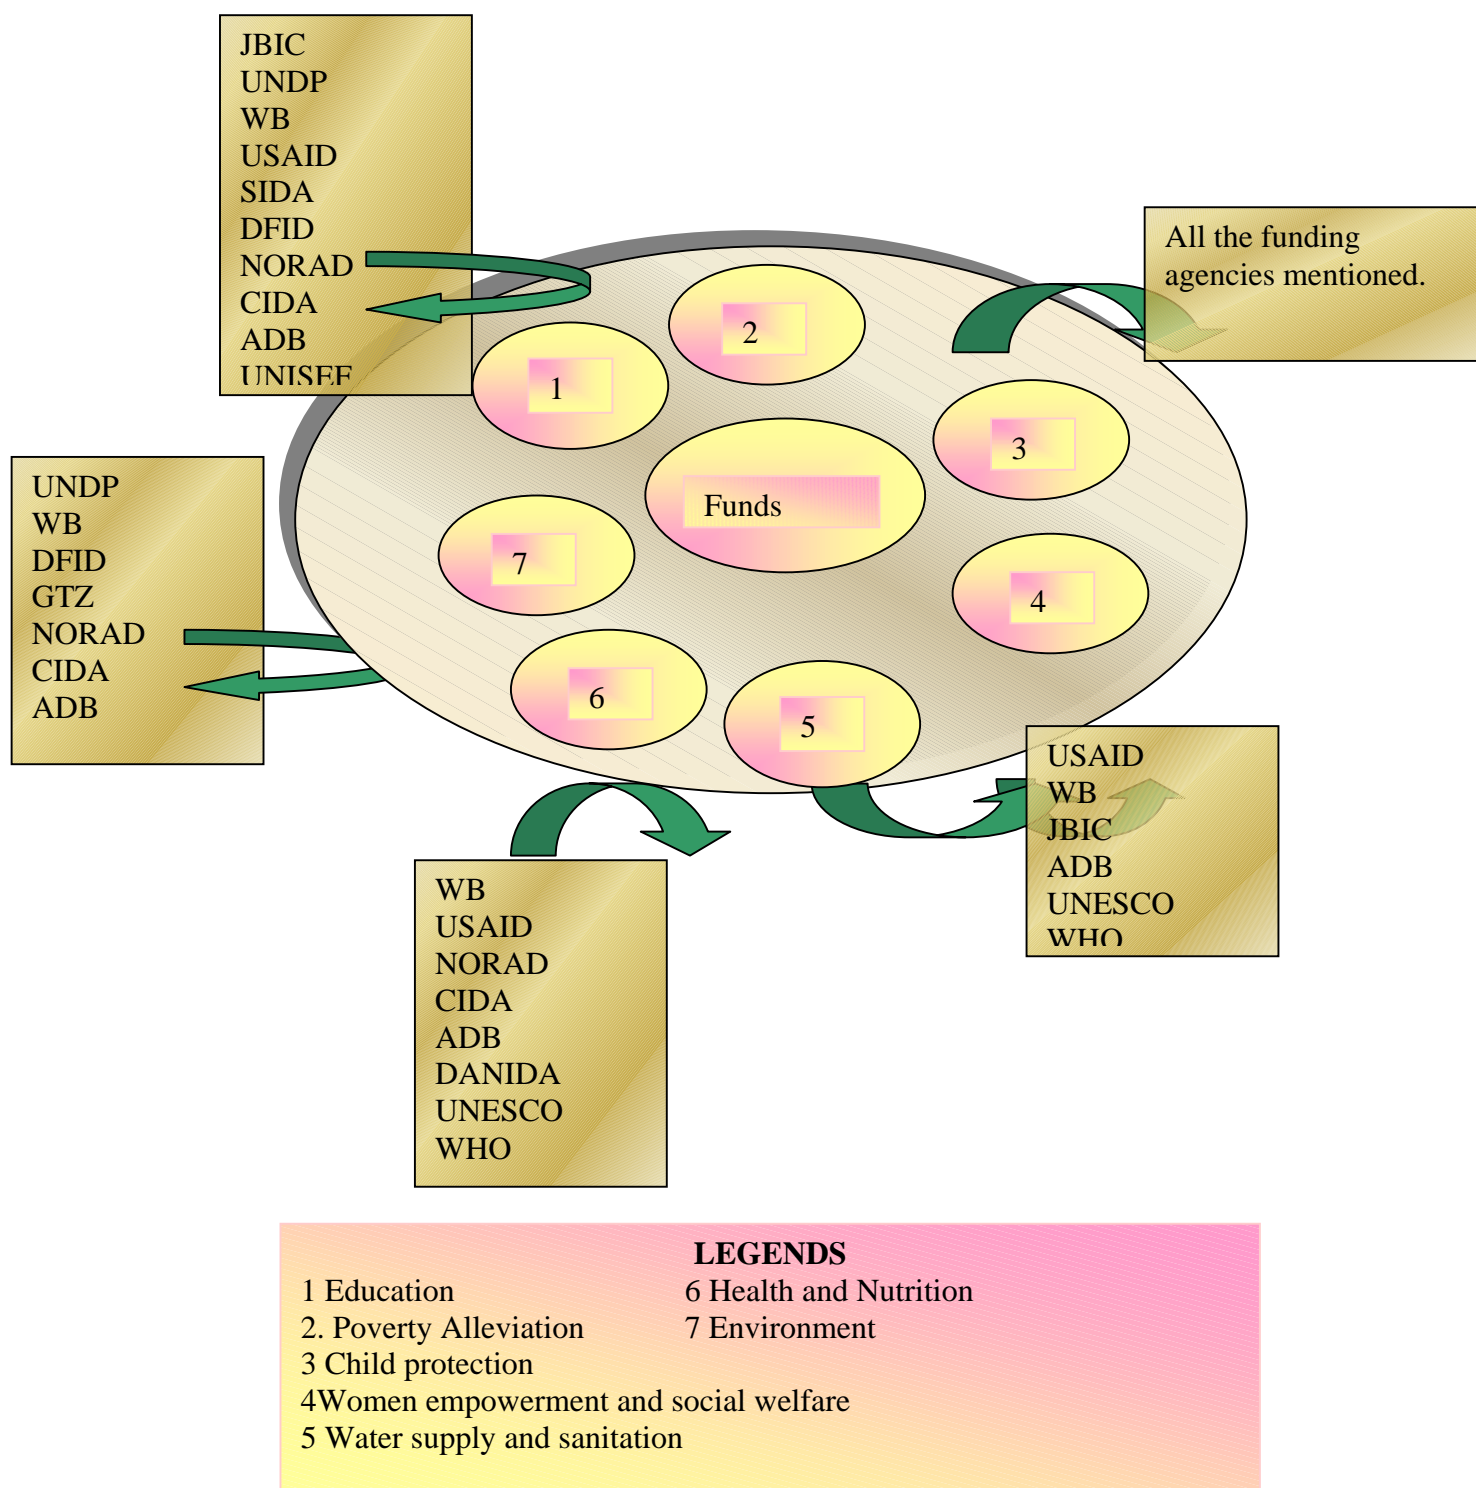 JBIC
UNDP
WB
USAID
SIDA
DFID
NORAD
CIDA
ADB
UNISEF
All the funding
agencies mentioned.
2
1
3
Funds
7
4
6
5
UNDP
WB
DFID
GTZ
NORAD
CIDA
ADB
USAID
WB
JBIC
ADB
UNESCO
WHO
WB
USAID
NORAD
CIDA
ADB
DANIDA
UNESCO
WHO
LEGENDS
1 Education 6 Health and Nutrition
2. Poverty Alleviation 7 Environment
3 Child protection
4Women empowerment and social welfare
5 Water supply and sanitation